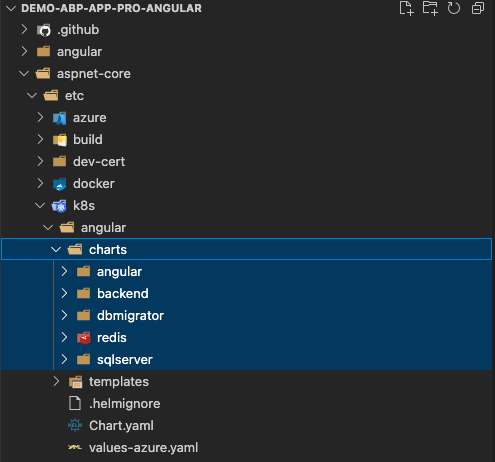 DEMO-ABP-APP-PRO-ANGULAR
.github
angular
aspnet-core
etc
azure
build
dev-cert
docker
k8s
angular
charts
angular
backend
dbmigrator
redis
sqlserver
templates
.helmignore
Chart.yaml
values-azure.yaml